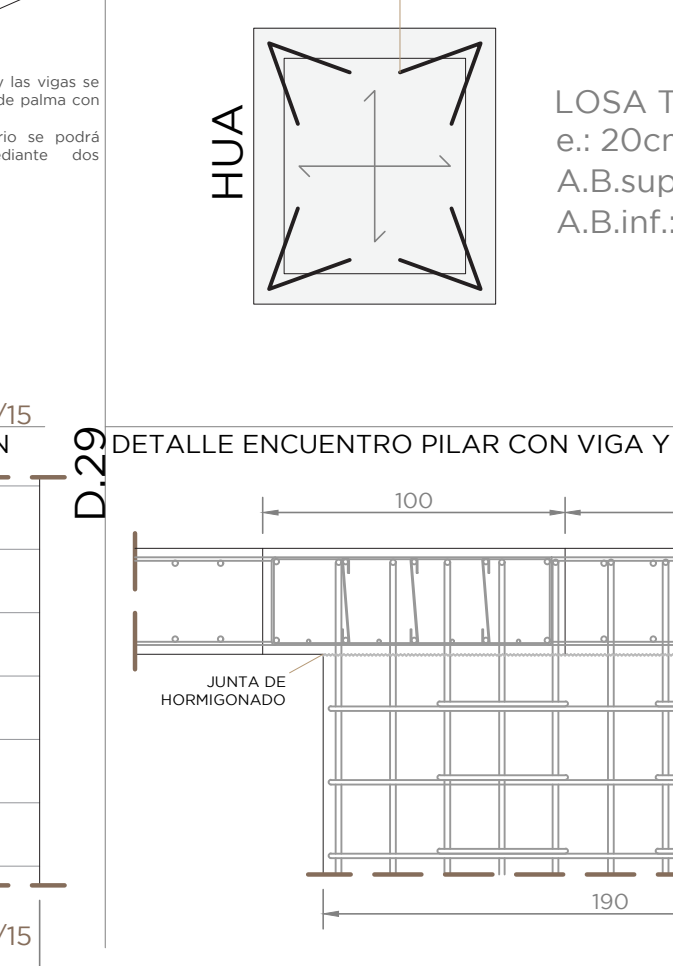 y las vigas se
de palma con
rio se podrá
ediante dos
HUA
LOSA T
e.: 20cm
A.B.sup
A.B.inf.:
/15
N
D.29
DETALLE ENCUENTRO PILAR CON VIGA Y
100
JUNTA DE
HORMIGONADO
190
/15